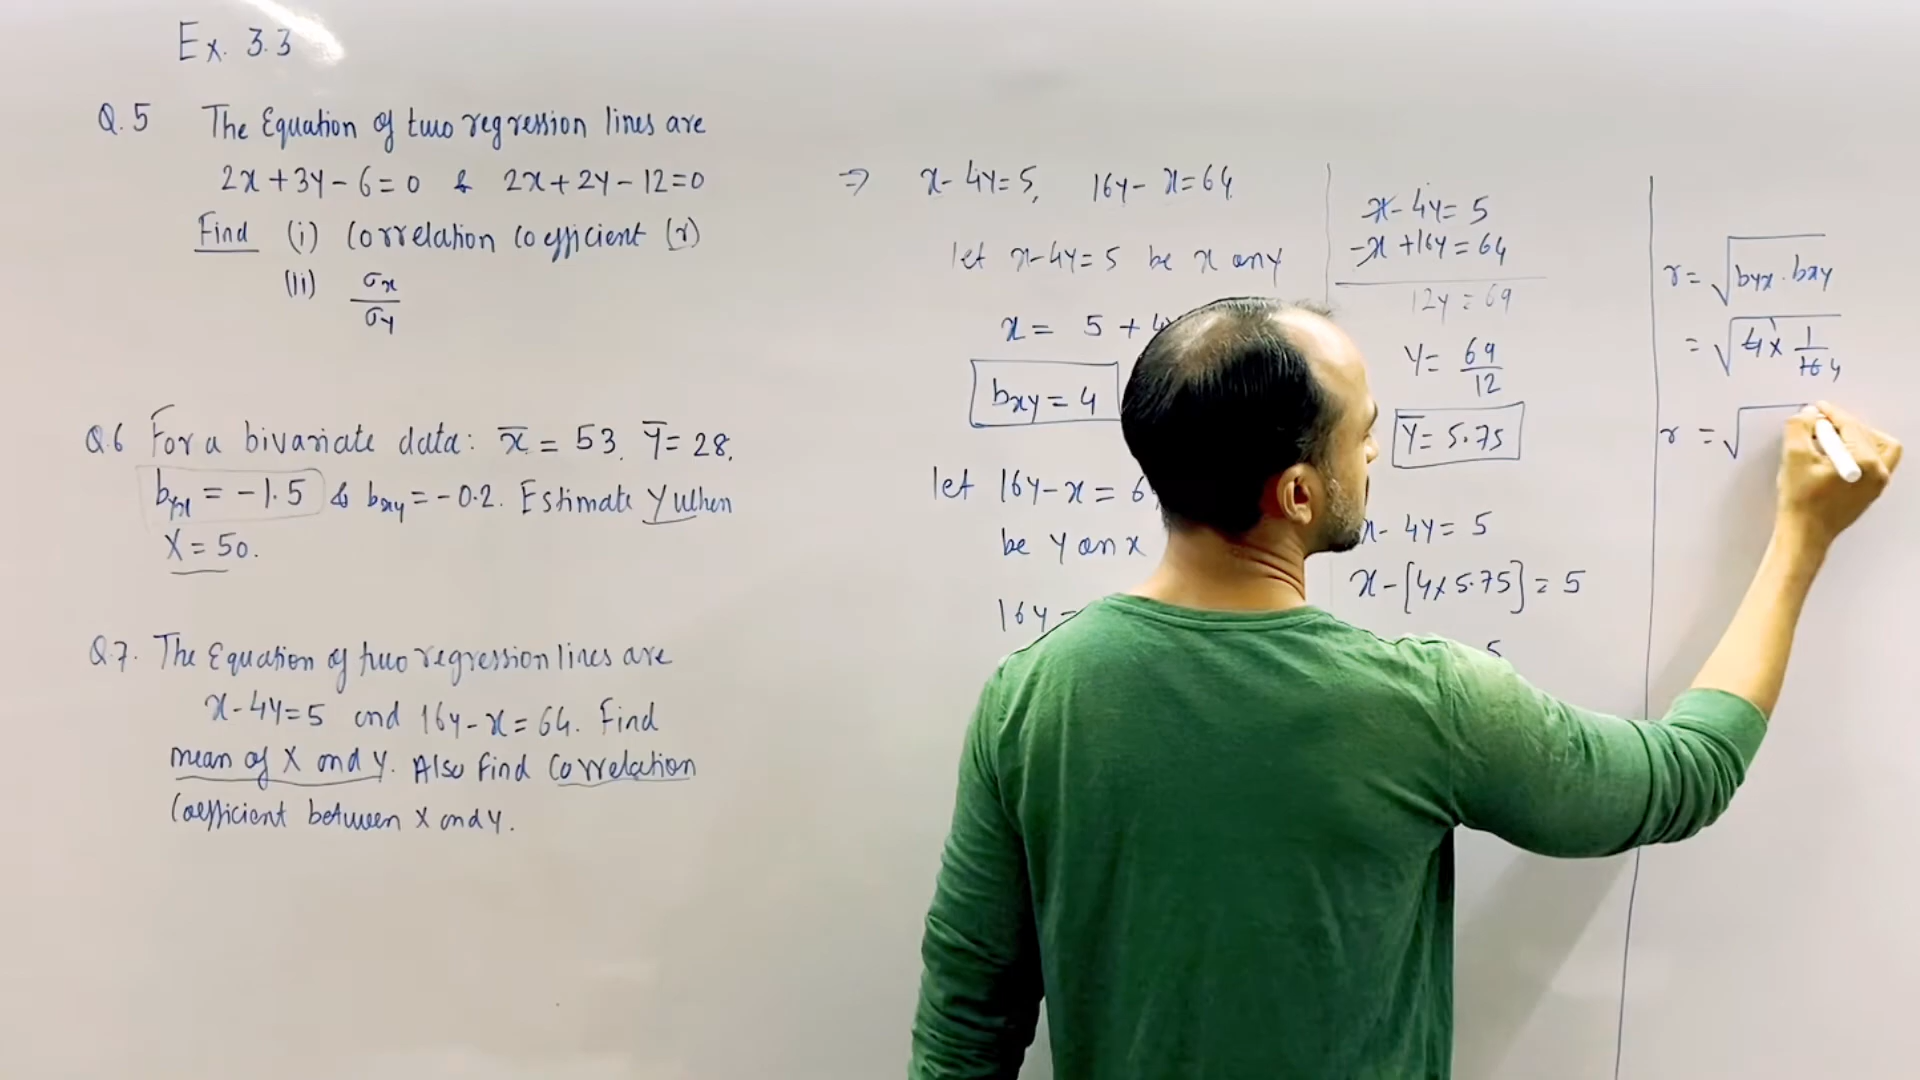 Ex. 3.3
Q.5 The Equation of two regression lines are
2x+3y-6=0 & 2x+2y-12=0
Find (i) Correlation Coefficient (r)
(ii) σx/σy
Q.6 For a bivariate data: x̅ = 53. Y̅ = 28.
byx = -1.5 & bxy = -0.2. Estimate Y When
X = 50.
Q.7. The Equation of two regression lines are
x-4y=5 and 16y-x=64. Find
mean of X and Y. Also find Correlation
Coefficient between X and Y.
⇒ x-4y=5, 16y-x=64
let x-4y=5 be x on y
x = 5 + 4
bxy = 4
let 16y-x = 6
be Y on x
16y =
x-4y=5
-x+16y=64
12y=69
Y= 69/12
Y̅= 5.75
x-4y=5
x-[4x5.75]=5
5
r= √byx.bxy
= √4x 1/16 4
r = √